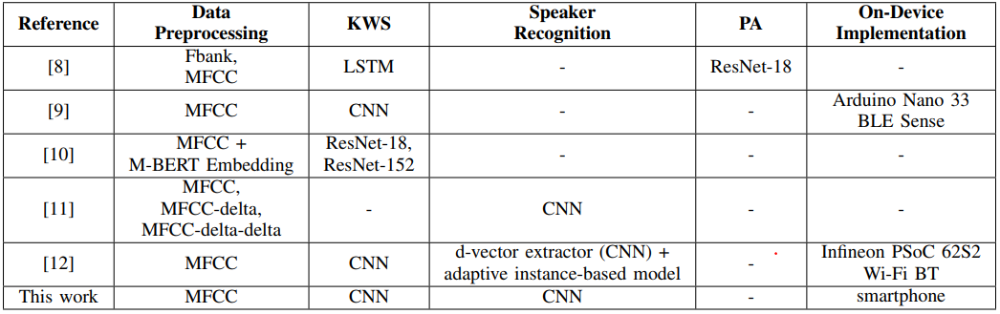 Reference Data Preprocessing KWS Speaker Recognition PA On-Device Implementation
[8] Fbank, MFCC LSTM - ResNet-18 -
[9] MFCC CNN - - Arduino Nano 33 BLE Sense
[10] MFCC + M-BERT Embedding ResNet-18, ResNet-152 - - -
[11] MFCC, MFCC-delta, MFCC-delta-delta - CNN - -
[12] MFCC CNN d-vector extractor (CNN) + adaptive instance-based model - Infineon PSoC 62S2 Wi-Fi BT
This work MFCC CNN CNN - smartphone